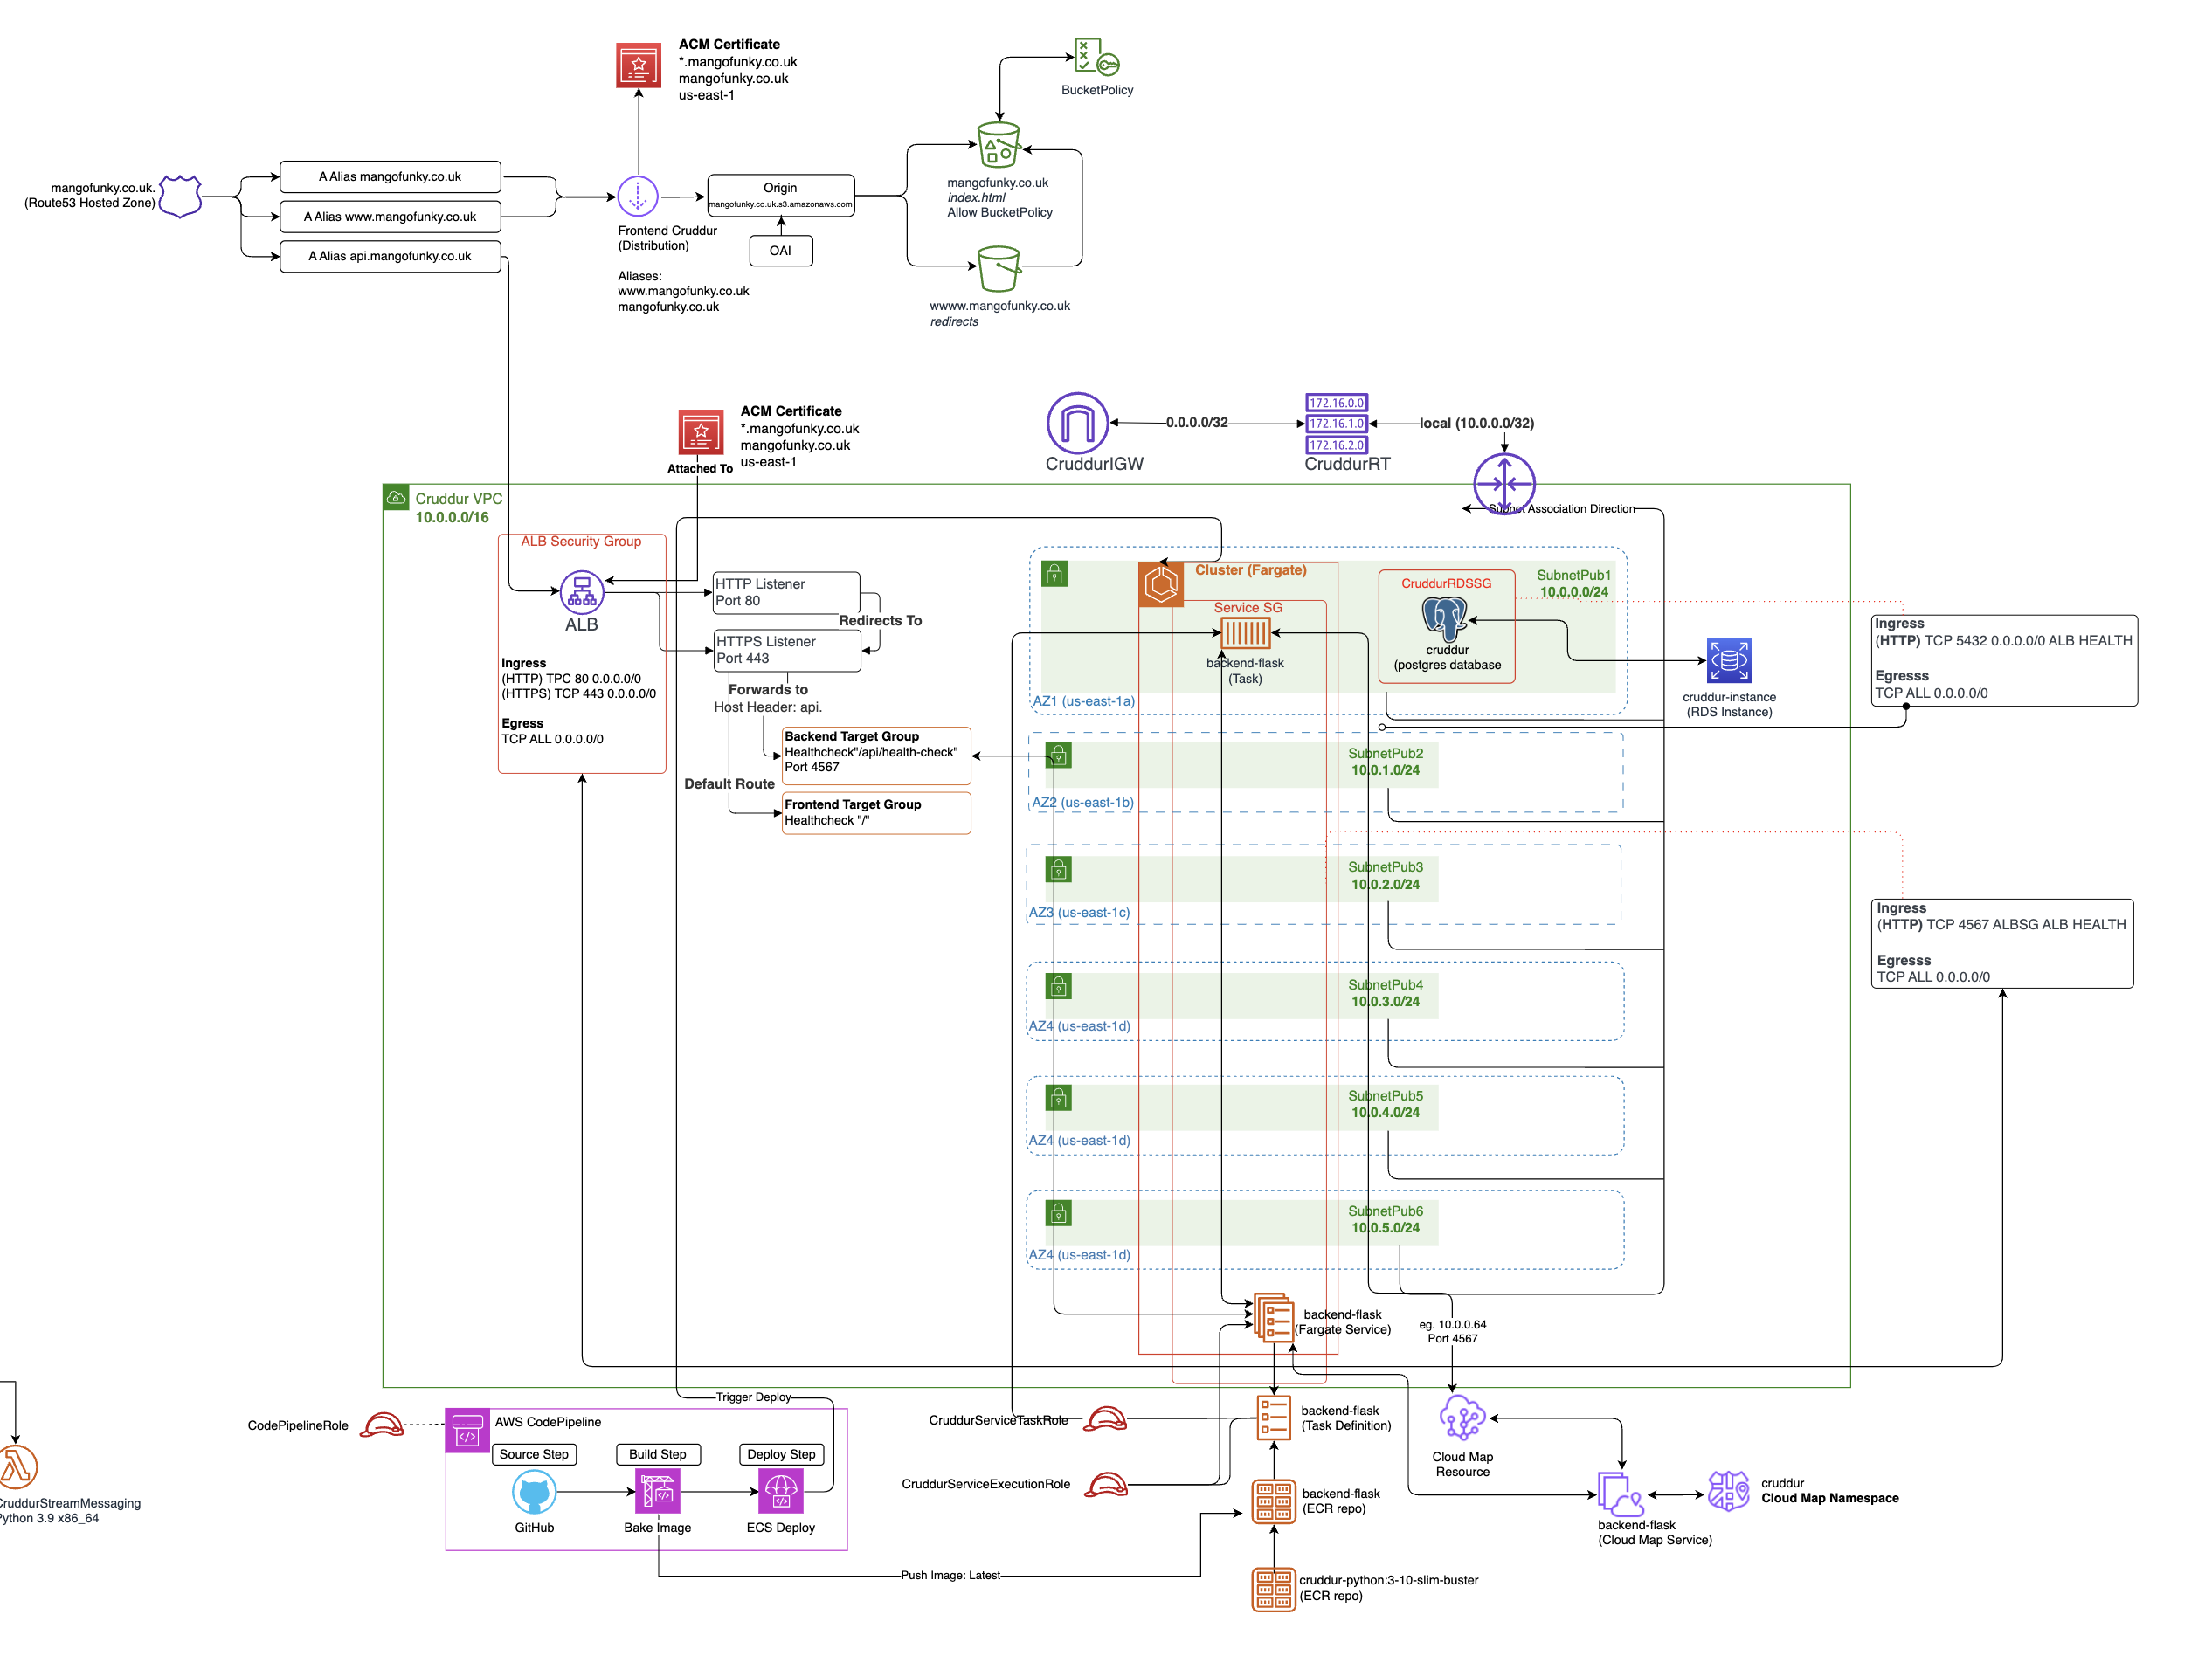 ACM Certificate
*.mangofunky.co.uk
mangofunky.co.uk
us-east-1
BucketPolicy
mangofunky.co.uk.
(Route53 Hosted Zone)
A Alias mangofunky.co.uk
A Alias www.mangofunky.co.uk
A Alias api.mangofunky.co.uk
Frontend Cruddur
(Distribution)
Aliases:
www.mangofunky.co.uk
mangofunky.co.uk
Origin
mangofunky.co.uk.s3.amazonaws.com
OAI
mangofunky.co.uk
index.html
Allow BucketPolicy
wwww.mangofunky.co.uk
redirects
ACM Certificate
*.mangofunky.co.uk
mangofunky.co.uk
us-east-1
Attached To
CruddurIGW
0.0.0.0/32
172.16.0.0
172.16.1.0
172.16.2.0
CruddurRT
local (10.0.0.0/32)
Subnet Association Direction
Cruddur VPC
10.0.0.0/16
ALB Security Group
ALB
Ingress
(HTTP) TPC 80 0.0.0.0/0
(HTTPS) TCP 443 0.0.0.0/0
Egress
TCP ALL 0.0.0.0/0
HTTP Listener
Port 80
Redirects To
HTTPS Listener
Port 443
Forwards to
Host Header: api.
Default Route
Backend Target Group
Healthcheck"/api/health-check"
Port 4567
Frontend Target Group
Healthcheck "/"
Cluster (Fargate)
Service SG
backend-flask
(Task)
CruddurRDSSG
cruddur
(postgres database
SubnetPub1
10.0.0.0/24
AZ1 (us-east-1a)
cruddur-instance
(RDS Instance)
Ingress
(HTTP) TCP 5432 0.0.0.0/0 ALB HEALTH
Egresss
TCP ALL 0.0.0.0/0
SubnetPub2
10.0.1.0/24
AZ2 (us-east-1b)
SubnetPub3
10.0.2.0/24
AZ3 (us-east-1c)
Ingress
(HTTP) TCP 4567 ALBSG ALB HEALTH
Egresss
TCP ALL 0.0.0.0/0
SubnetPub4
10.0.3.0/24
AZ4 (us-east-1d)
SubnetPub5
10.0.4.0/24
AZ4 (us-east-1d)
SubnetPub6
10.0.5.0/24
AZ4 (us-east-1d)
backend-flask
(Fargate Service)
eg. 10.0.0.64
Port 4567
Trigger Deploy
CodePipelineRole
AWS CodePipeline
Source Step
Build Step
Deploy Step
GitHub
Bake Image
ECS Deploy
Push Image: Latest
CruddurServiceTaskRole
CruddurServiceExecutionRole
backend-flask
(Task Definition)
backend-flask
(ECR repo)
cruddur-python:3-10-slim-buster
(ECR repo)
Cloud Map
Resource
backend-flask
(Cloud Map Service)
cruddur
Cloud Map Namespace
CruddurStreamMessaging
Python 3.9 x86_64